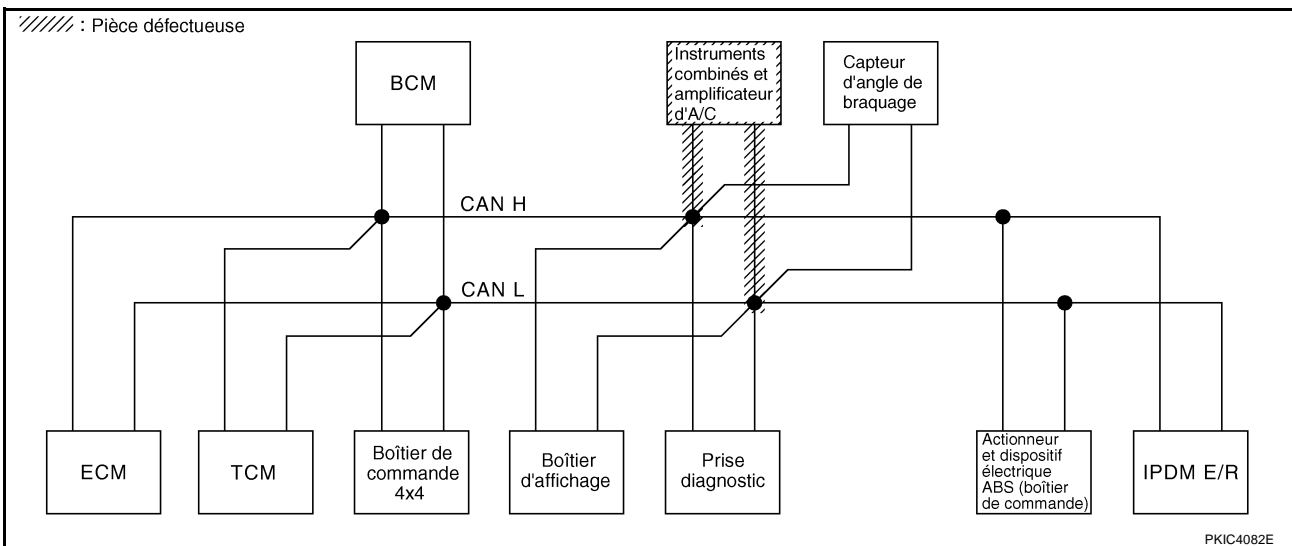 : Pièce défectueuse
BCM
Instruments
combinés et
amplificateur
d'A/C
Capteur
d'angle de
braquage
CAN H
CAN L
ECM
TCM
Boîtier de
commande
4x4
Boîtier
d'affichage
Prise
diagnostic
Actionneur
et dispositif
électrique
ABS (boîtier
de commande)
IPDM E/R
PKIC4082E